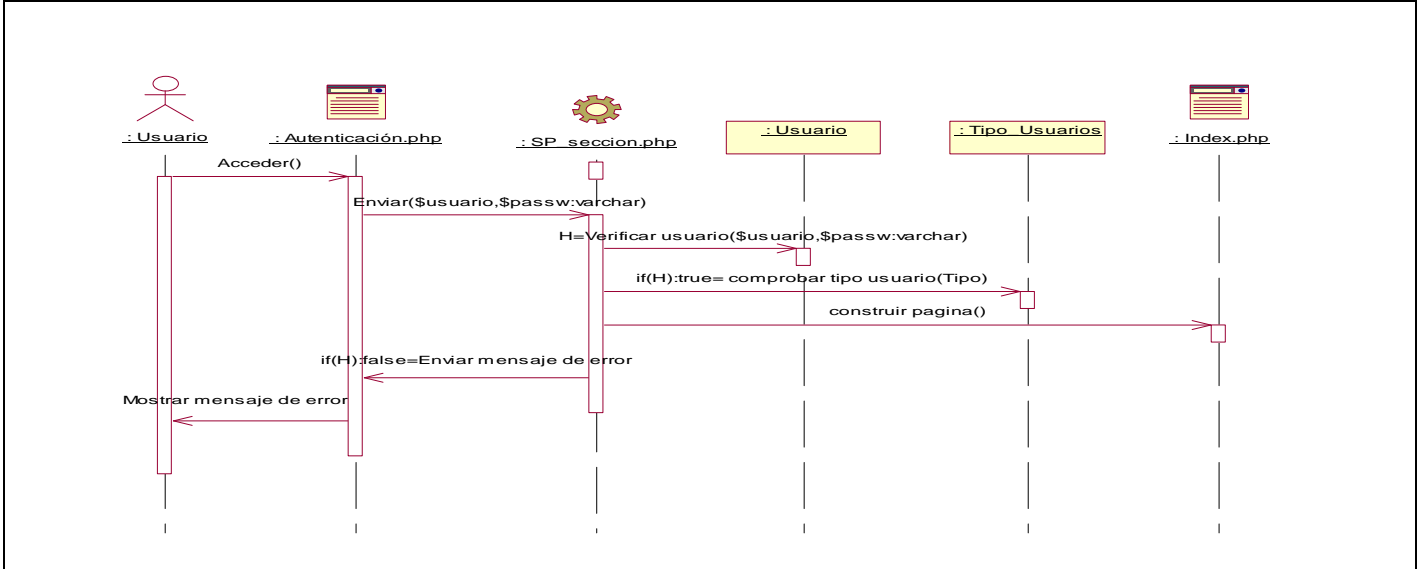 : Usuario
: Autenticación.php
: SP_seccion.php
: Usuario
: Tipo_Usuarios
: Index.php
Acceder()
Enviar($usuario,$passw:varchar)
H=Verificar usuario($usuario,$passw:varchar)
if(H):true= comprobar tipo usuario(Tipo)
construir pagina()
if(H):false=Enviar mensaje de error
Mostrar mensaje de error